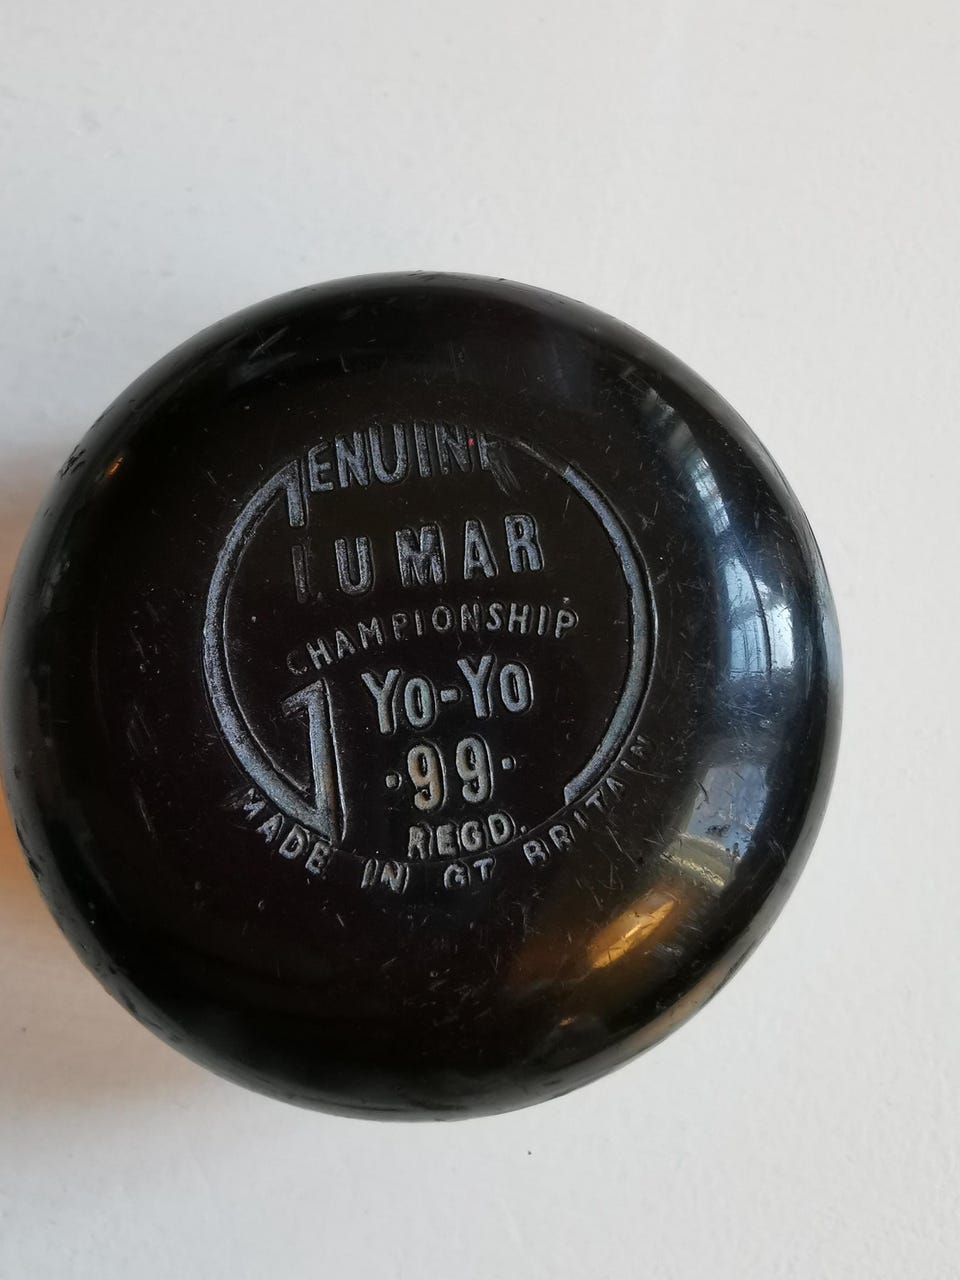 GENUINE
LUMAR
CHAMPIONSHIP
YO-YO
·99·
REGD.
MADE IN GT BRITAIN